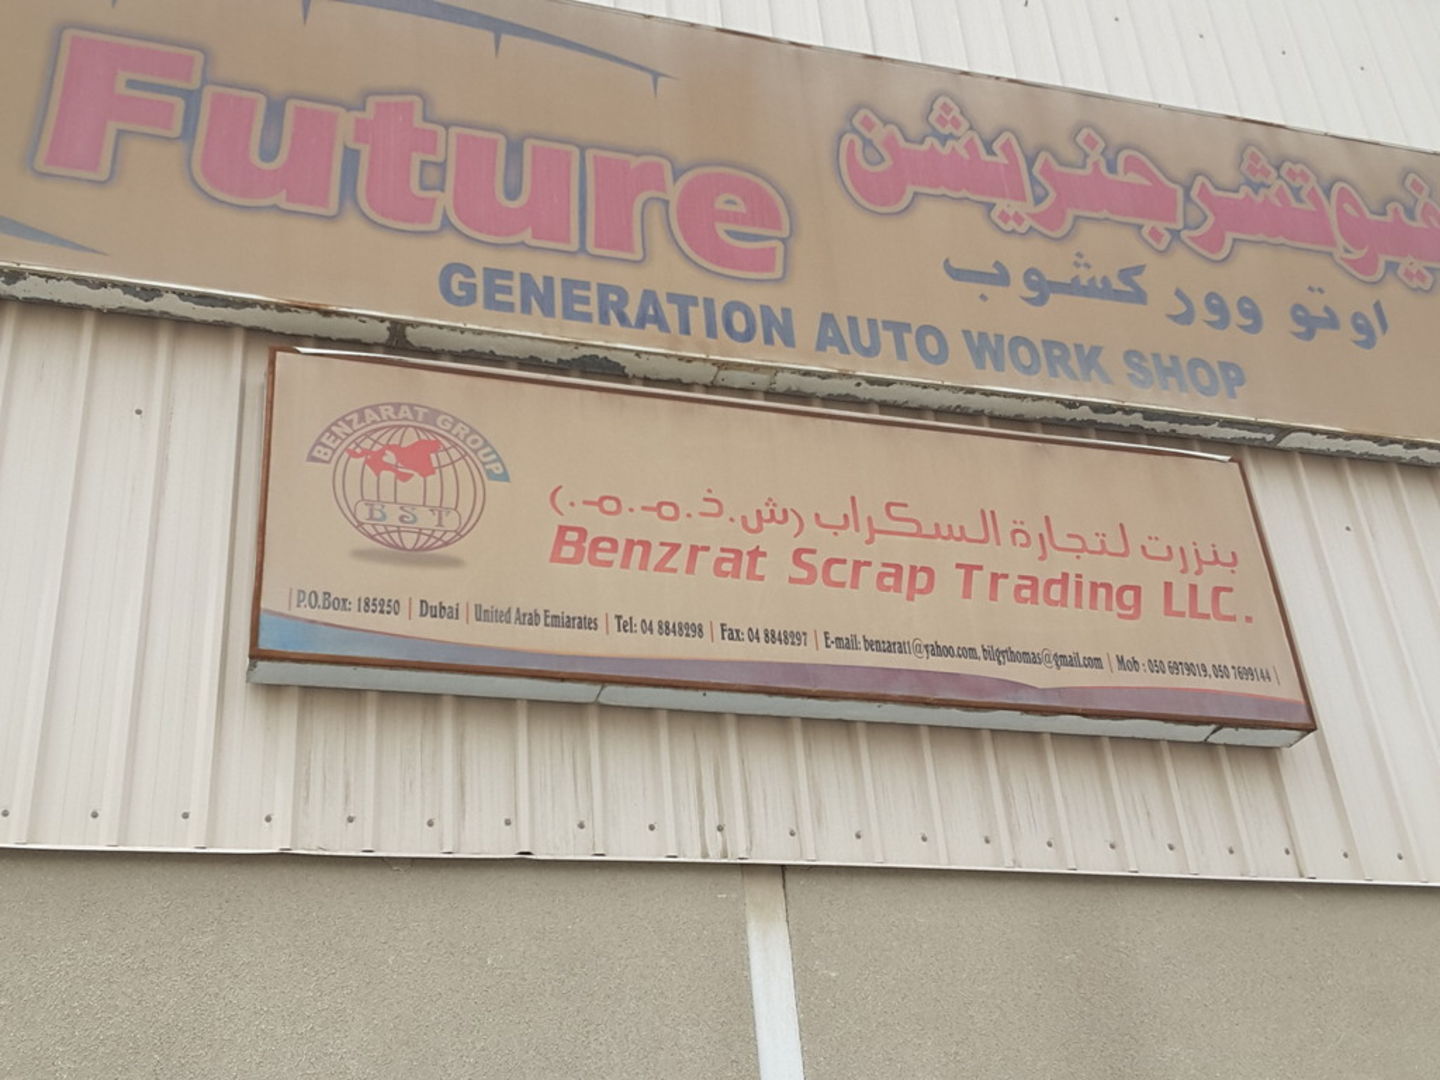 Future
فيوتشر جنريشن
اوتو وور كشوب
GENERATION AUTO WORK SHOP
BENZARAT GROUP
BST
بنزرت لتجارة السكراب (ش.ذ.م.م.)
Benzrat Scrap Trading LLC.
|P.O.Box: 185250 | Dubai | United Arab Emiarates | Tel: 04 8848298 | Fax: 04 8848297 | E-mail: benzarat1@yahoo.com, bilgythomas@gmail.com | Mob : 050 6979019, 050 7699144 |